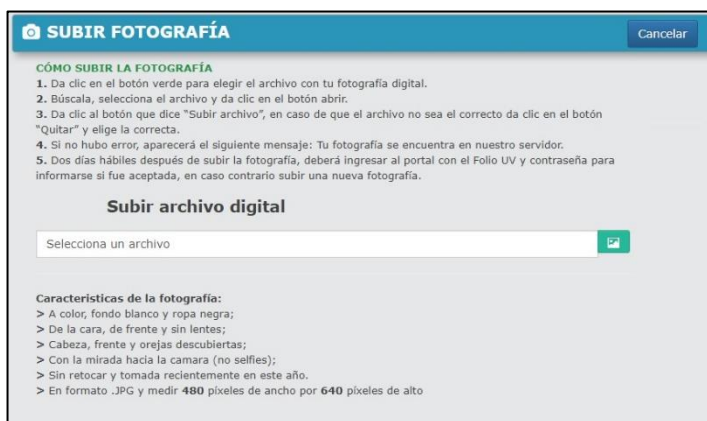 SUBIR FOTOGRAFÍA
Cancelar
CÓMO SUBIR LA FOTOGRAFÍA
1. Da clic en el botón verde para elegir el archivo con tu fotografía digital.
2. Búscala, selecciona el archivo y da clic en el botón abrir.
3. Da clic al botón que dice “Subir archivo”, en caso de que el archivo no sea el correcto da clic en el botón
“Quitar” y elige la correcta.
4. Si no hubo error, aparecerá el siguiente mensaje: Tu fotografía se encuentra en nuestro servidor.
5. Dos días hábiles después de subir la fotografía, deberá ingresar al portal con el Folio UV y contraseña para
informarse si fue aceptada, en caso contrario subir una nueva fotografía.
Subir archivo digital
Selecciona un archivo
Caracteristicas de la fotografía:
> A color, fondo blanco y ropa negra;
> De la cara, de frente y sin lentes;
> Cabeza, frente y orejas descubiertas;
> Con la mirada hacia la camara (no selfies);
> Sin retocar y tomada recientemente en este año.
> En formato .JPG y medir 480 píxeles de ancho por 640 píxeles de alto